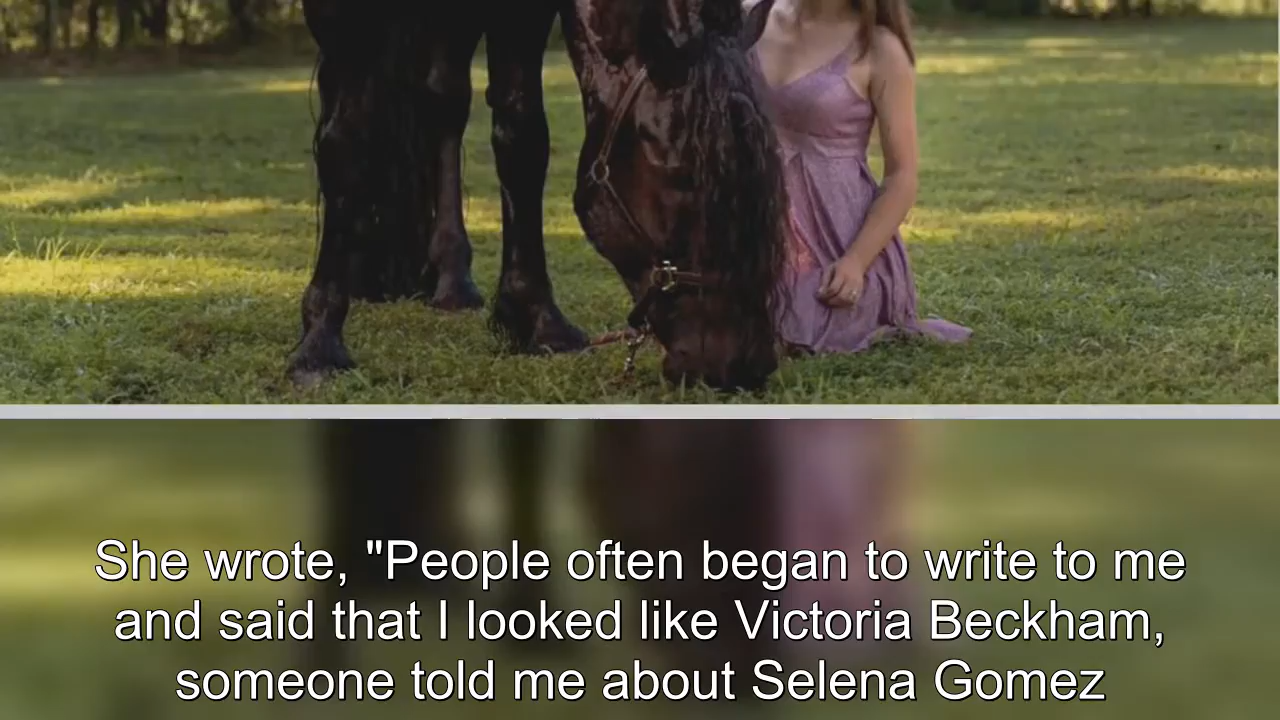 She wrote, "People often began to write to me
and said that I looked like Victoria Beckham,
someone told me about Selena Gomez